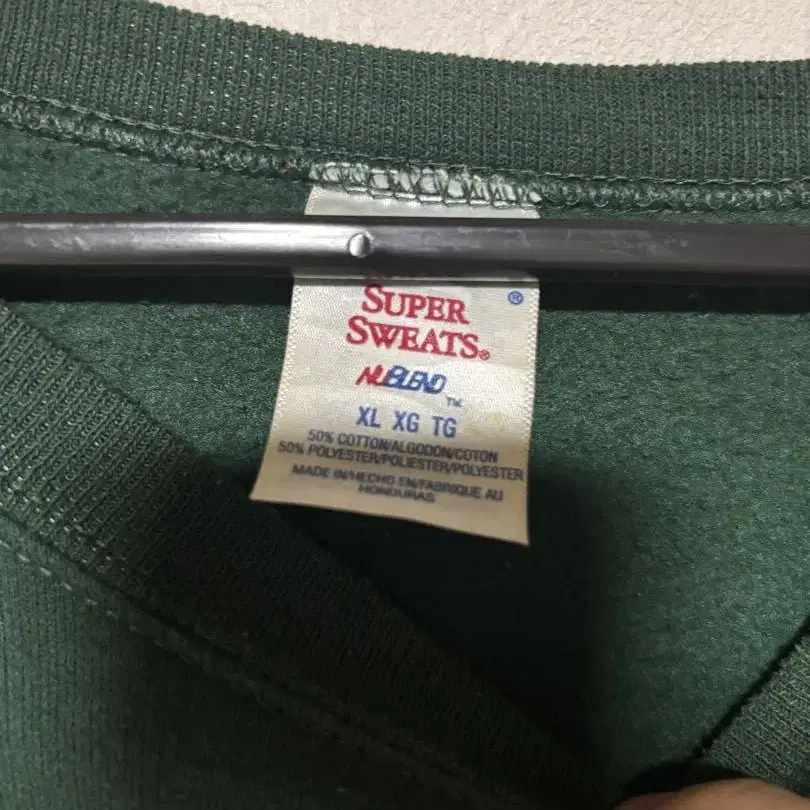 ®
SUPER
SWEATS®
NUBLEND™
XL XG TG
50% COTTON/ALGODON/COTON
50% POLYESTER/POLIESTER/POLYESTER
MADE IN/HECHO EN/FABRIQUE AU
HONDURAS